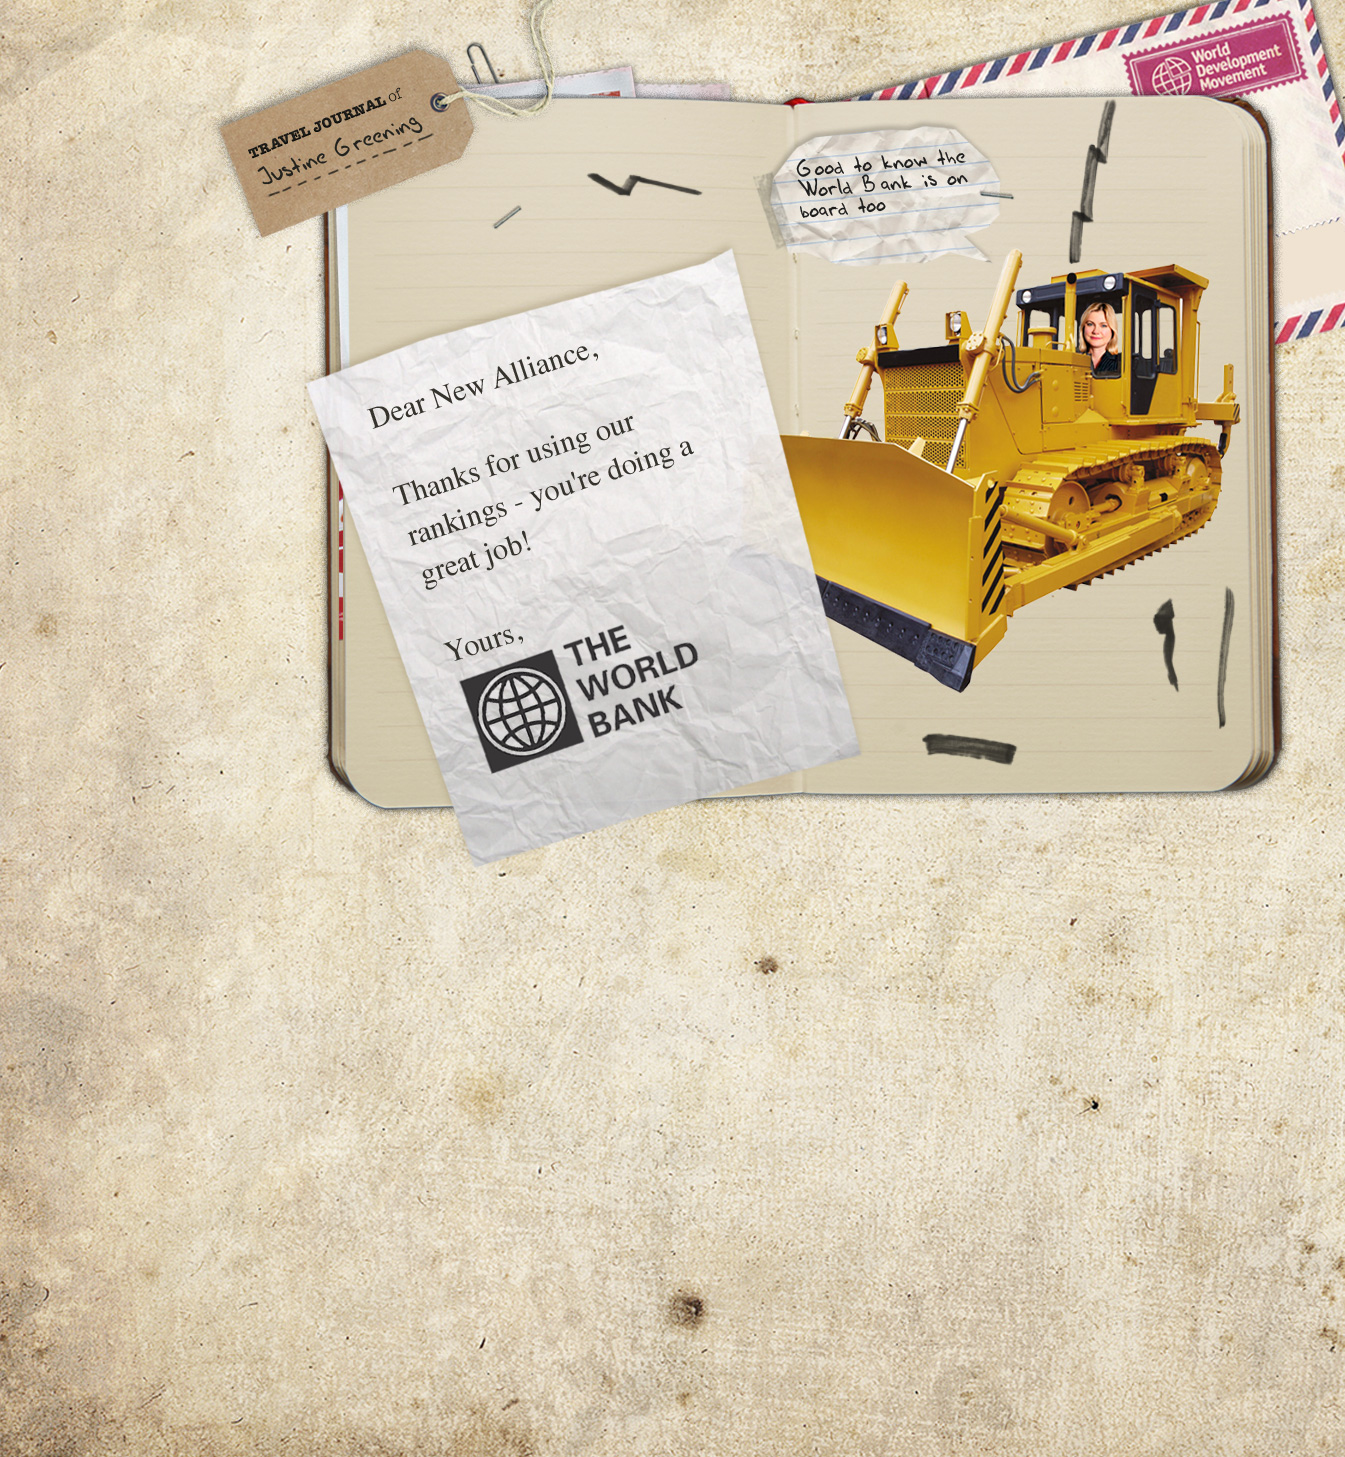 TRAVEL JOURNAL of
Justine Greening
World
Development
Movement
Good to know the
World Bank is on
board too
Dear New Alliance,
Thanks for using our
rankings - you're doing a
great job!
Yours,
THE
WORLD
BANK